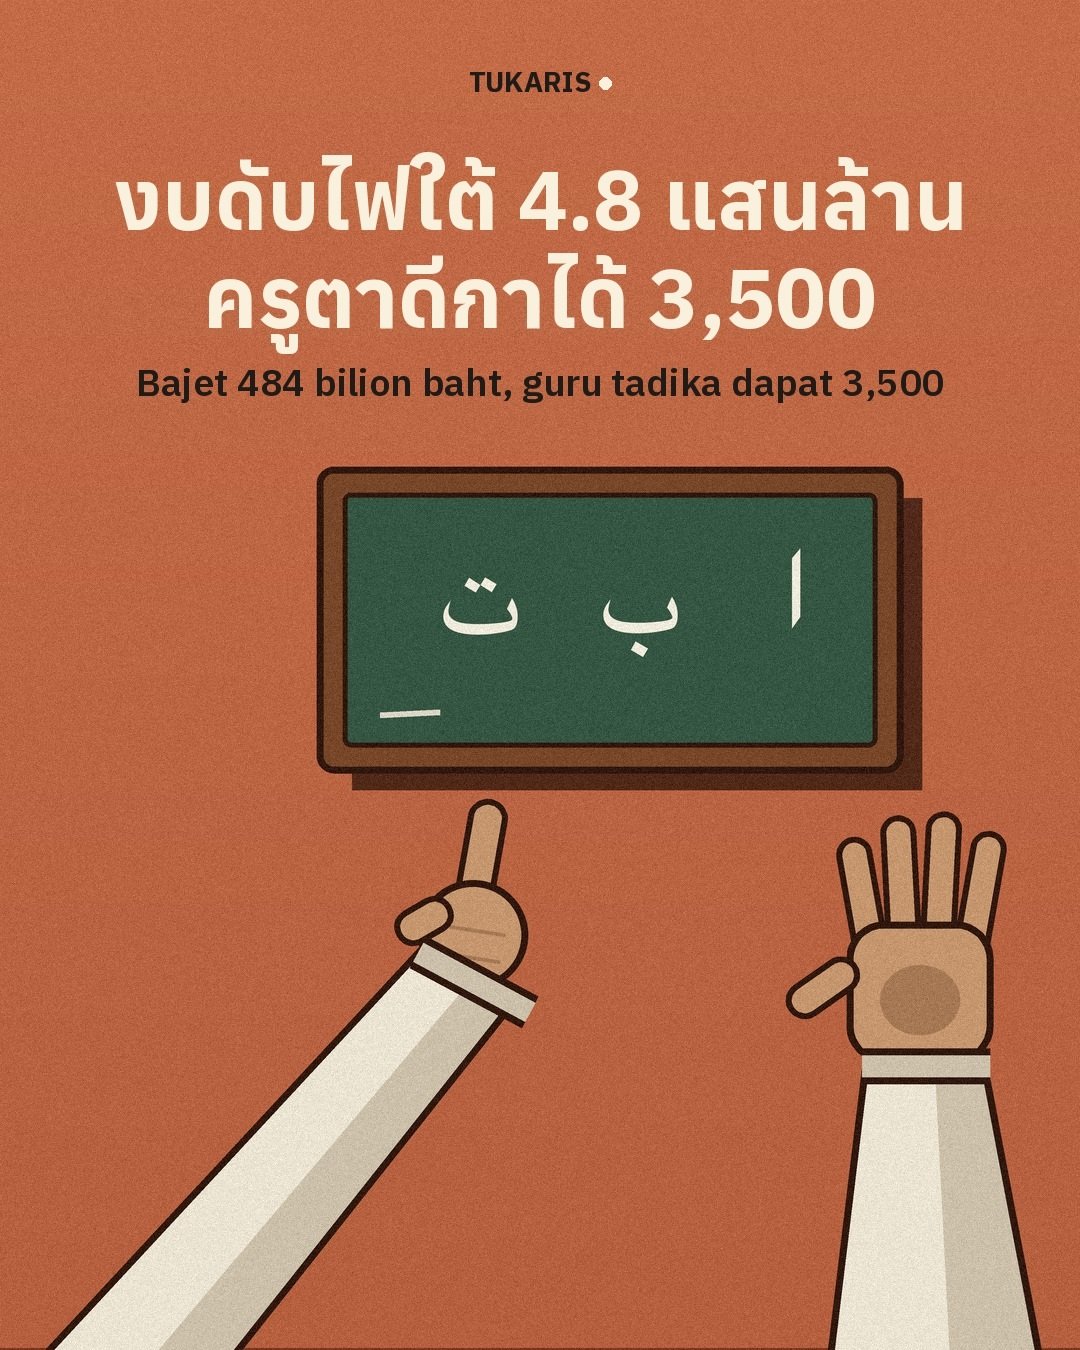 TUKARIS
งบดับไฟใต้ 4.8 แสนล้าน
ครูตาดีกาได้ 3,500
Bajet 484 bilion baht, guru tadika dapat 3,500
ا ب ت